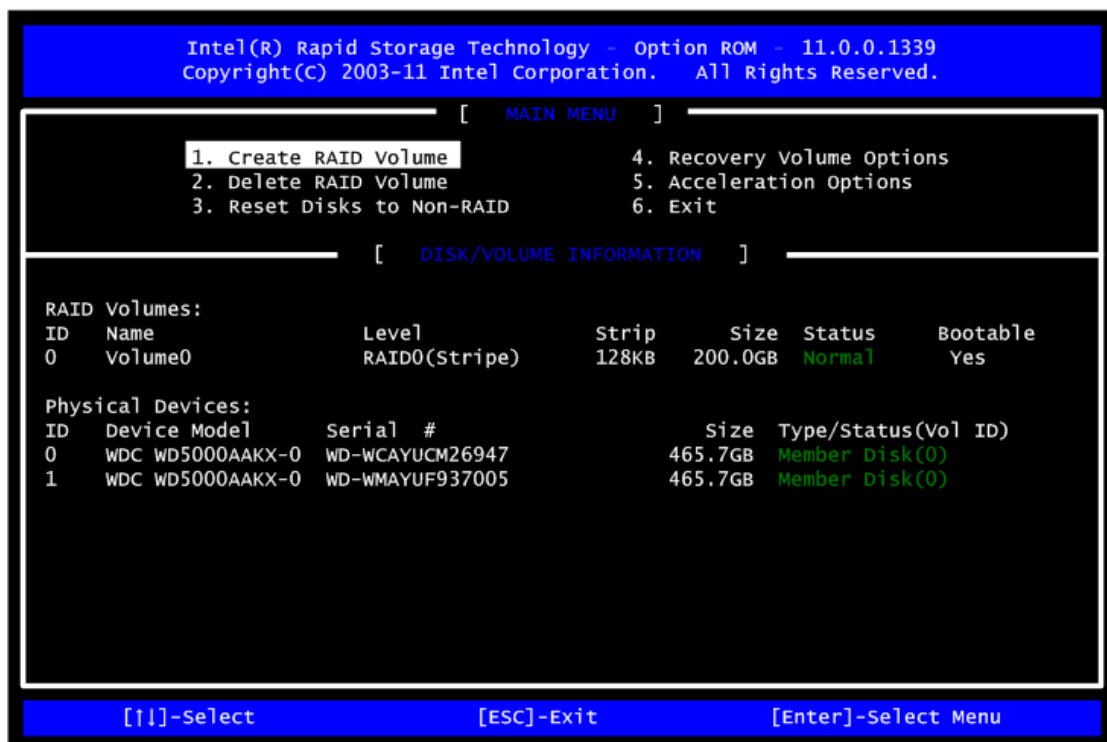 Intel(R) Rapid Storage Technology - Option ROM - 11.0.0.1339
Copyright(C) 2003-11 Intel Corporation. All Rights Reserved.
[ MAIN MENU ]
1. Create RAID Volume 4. Recovery Volume Options
2. Delete RAID Volume 5. Acceleration Options
3. Reset Disks to Non-RAID 6. Exit
[ DISK/VOLUME INFORMATION ]
RAID Volumes:
ID Name Level Strip Size Status Bootable
0 Volume0 RAID0(Stripe) 128KB 200.0GB Normal Yes
Physical Devices:
ID Device Model Serial # Size Type/Status(Vol ID)
0 WDC WD5000AAKX-0 WD-WCAYUCM26947 465.7GB Member Disk(0)
1 WDC WD5000AAKX-0 WD-WMAYUF937005 465.7GB Member Disk(0)
[↑↓]-Select [ESC]-Exit [Enter]-Select Menu